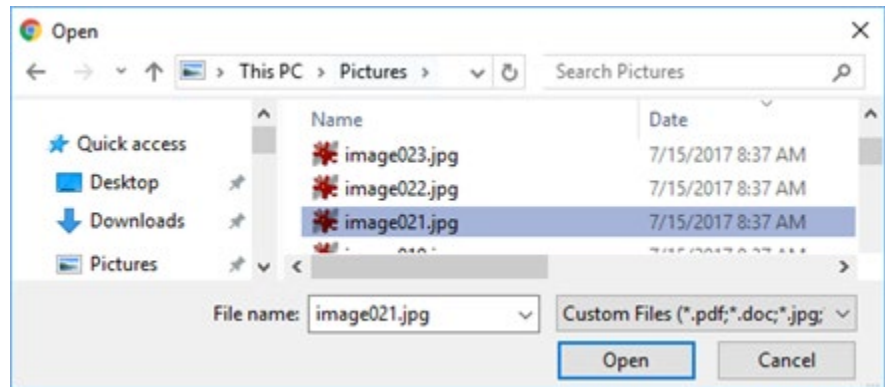 Open
This PC > Pictures >
Search Pictures
Name
Date
Quick access
image023.jpg
7/15/2017 8:37 AM
Desktop
image022.jpg
7/15/2017 8:37 AM
Downloads
image021.jpg
7/15/2017 8:37 AM
Pictures
File name:
image021.jpg
Custom Files (*.pdf;*.doc;*.jpg;
Open
Cancel